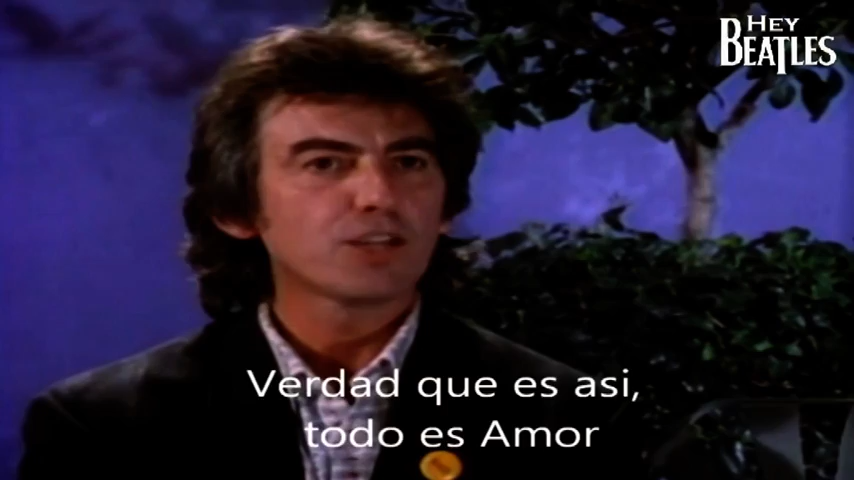 HEY
BEATLES
Verdad que es asi,
todo es Amor